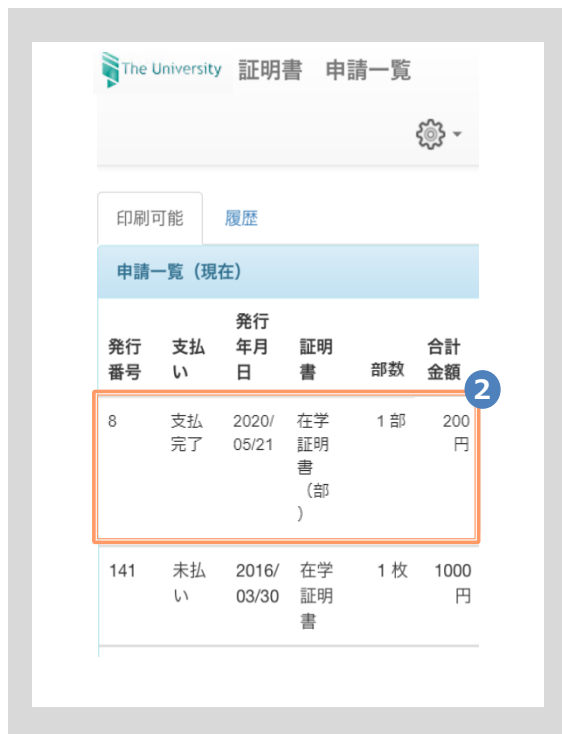 The University 証明書 申請一覧
印刷可能 履歴
申請一覧（現在）
発行
発行 支払 年月 証明 合計
番号 い 日 書 部数 金額
2
8 支払 2020/ 在学 1 部 200
完了 05/21 証明 円
書
（部
）
141 未払 2016/ 在学 1 枚 1000
い 03/30 証明 円
書